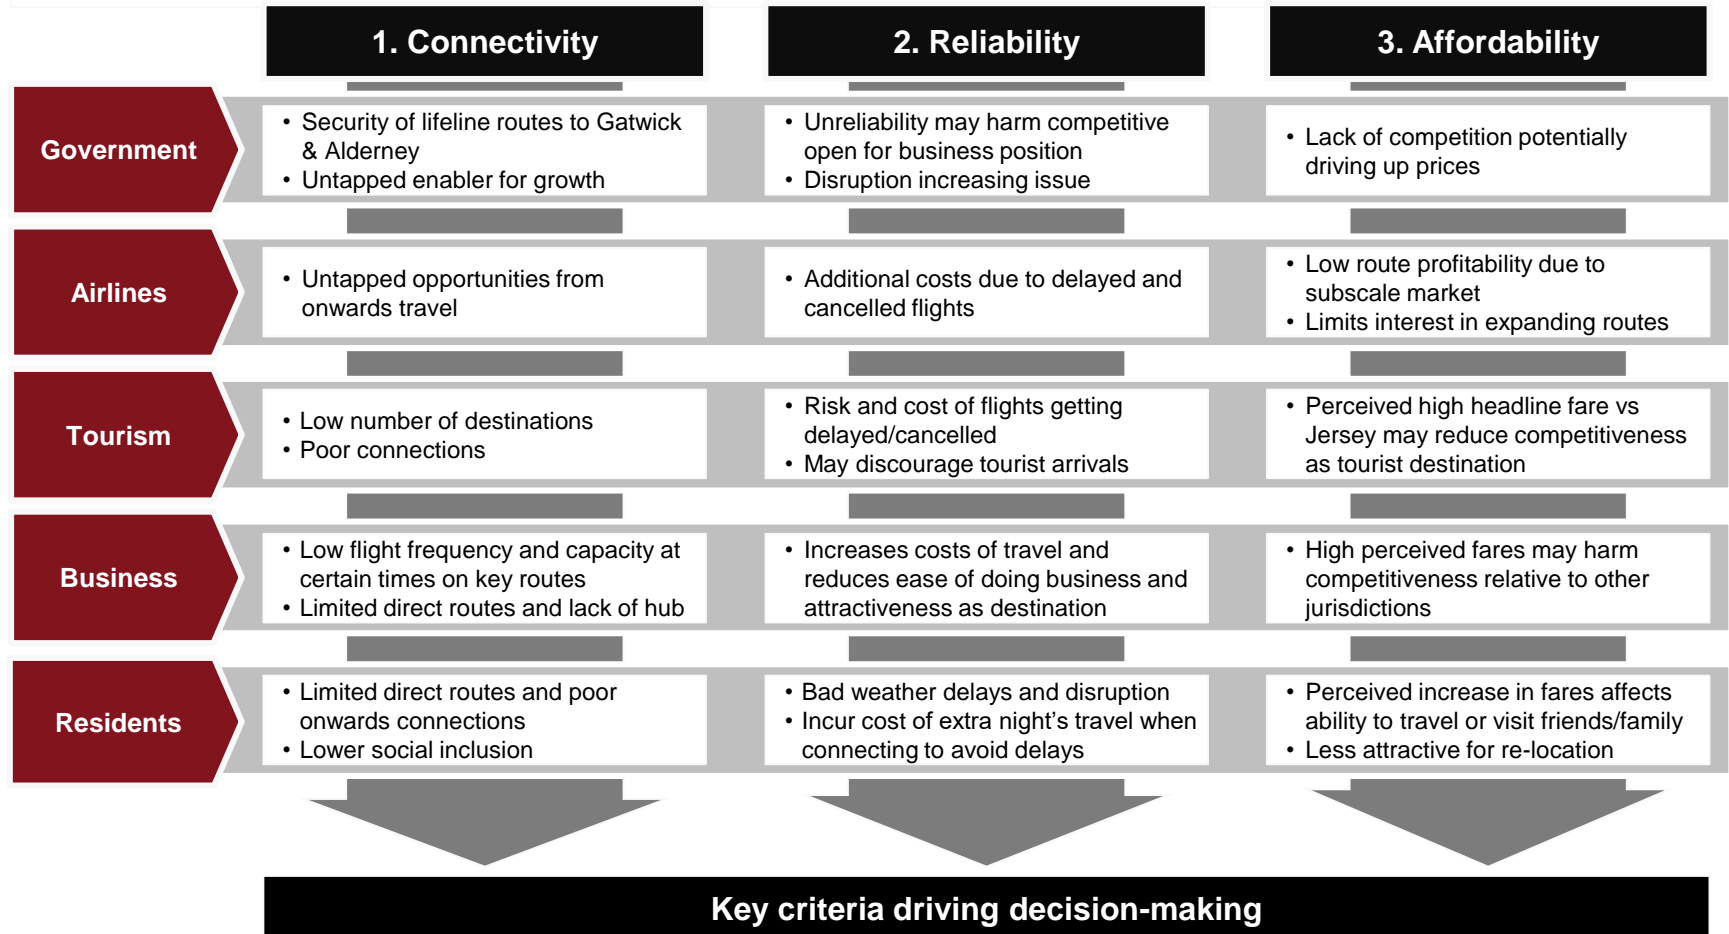 1. Connectivity
2. Reliability
3. Affordability
Government
• Security of lifeline routes to Gatwick
& Alderney
• Untapped enabler for growth
• Unreliability may harm competitive
open for business position
• Disruption increasing issue
• Lack of competition potentially
driving up prices
Airlines
• Untapped opportunities from
onwards travel
• Additional costs due to delayed and
cancelled flights
• Low route profitability due to
subscale market
• Limits interest in expanding routes
Tourism
• Low number of destinations
• Poor connections
• Risk and cost of flights getting
delayed/cancelled
• May discourage tourist arrivals
• Perceived high headline fare vs
Jersey may reduce competitiveness
as tourist destination
Business
• Low flight frequency and capacity at
certain times on key routes
• Limited direct routes and lack of hub
• Increases costs of travel and
reduces ease of doing business and
attractiveness as destination
• High perceived fares may harm
competitiveness relative to other
jurisdictions
Residents
• Limited direct routes and poor
onwards connections
• Lower social inclusion
• Bad weather delays and disruption
• Incur cost of extra night’s travel when
connecting to avoid delays
• Perceived increase in fares affects
ability to travel or visit friends/family
• Less attractive for re-location
Key criteria driving decision-making